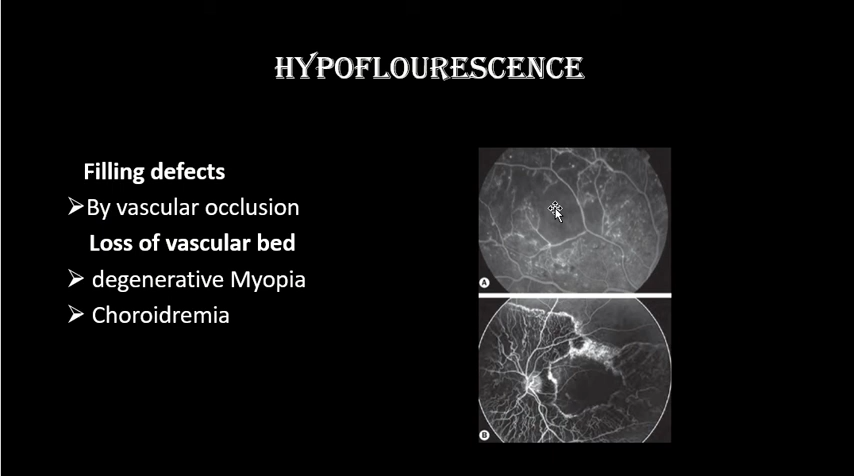 HYPOFLOURESCENCE
Filling defects
➢By vascular occlusion
Loss of vascular bed
➢ degenerative Myopia
➢ Choroidremia
A
B